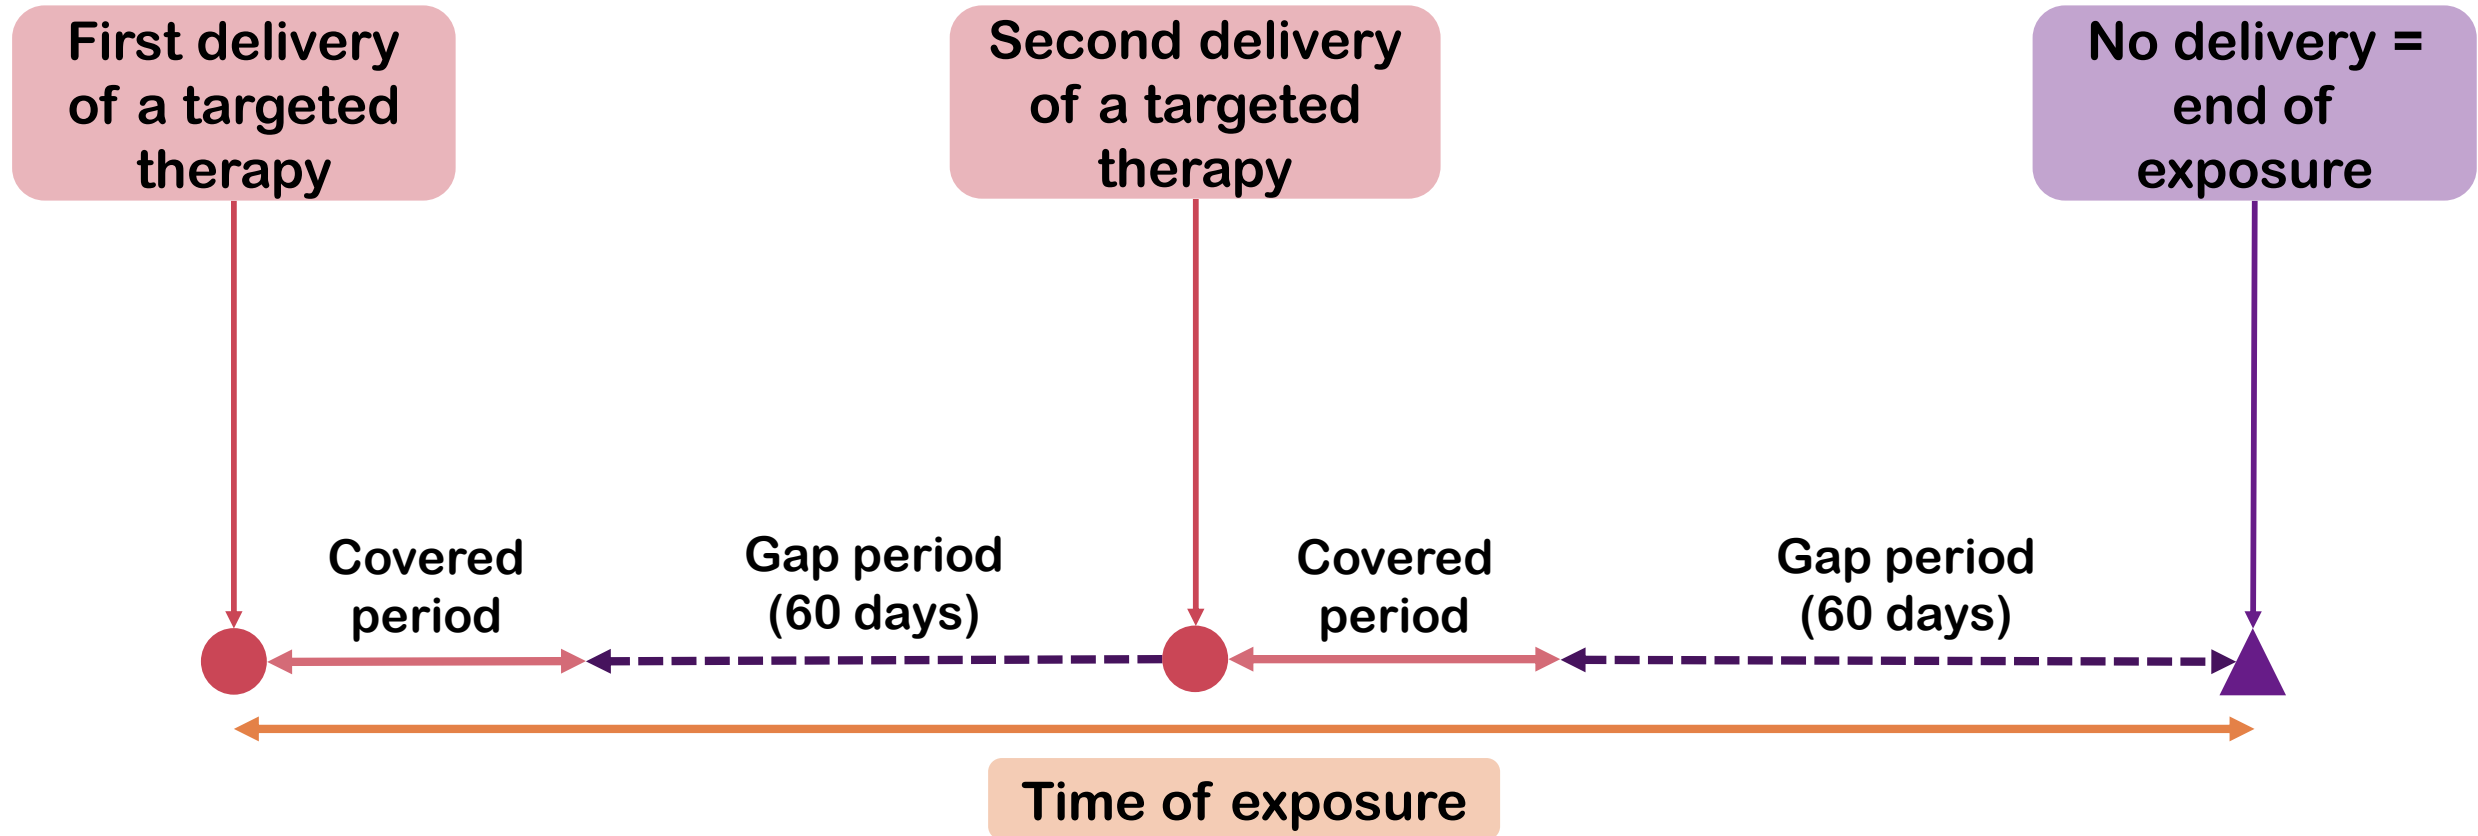 First delivery
of a targeted
therapy
Second delivery
of a targeted
therapy
No delivery =
end of
exposure
Covered
period
Gap period
(60 days)
Covered
period
Gap period
(60 days)
Time of exposure